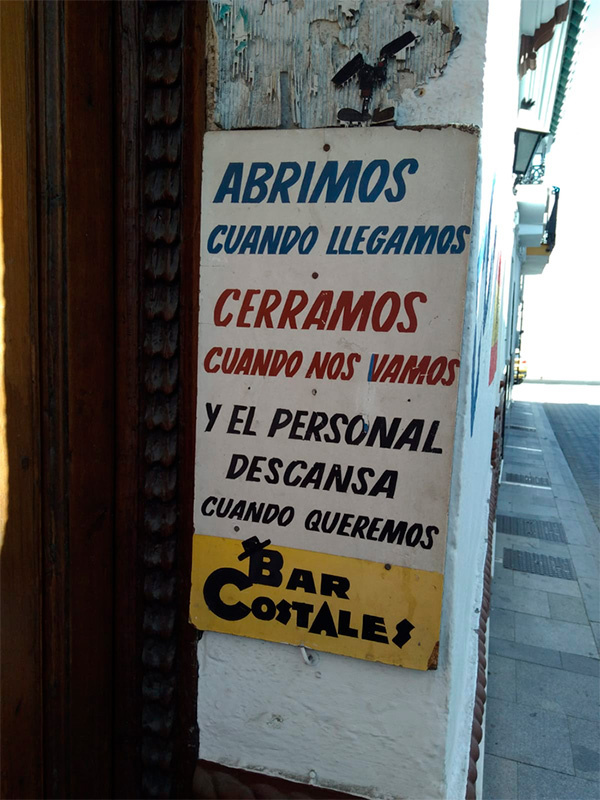 ABRIMOS
CUANDO LLEGAMOS
CERRAMOS
CUANDO NOS VAMOS
Y EL PERSONAL
DESCANSA
CUANDO QUEREMOS
BAR
COSTALES